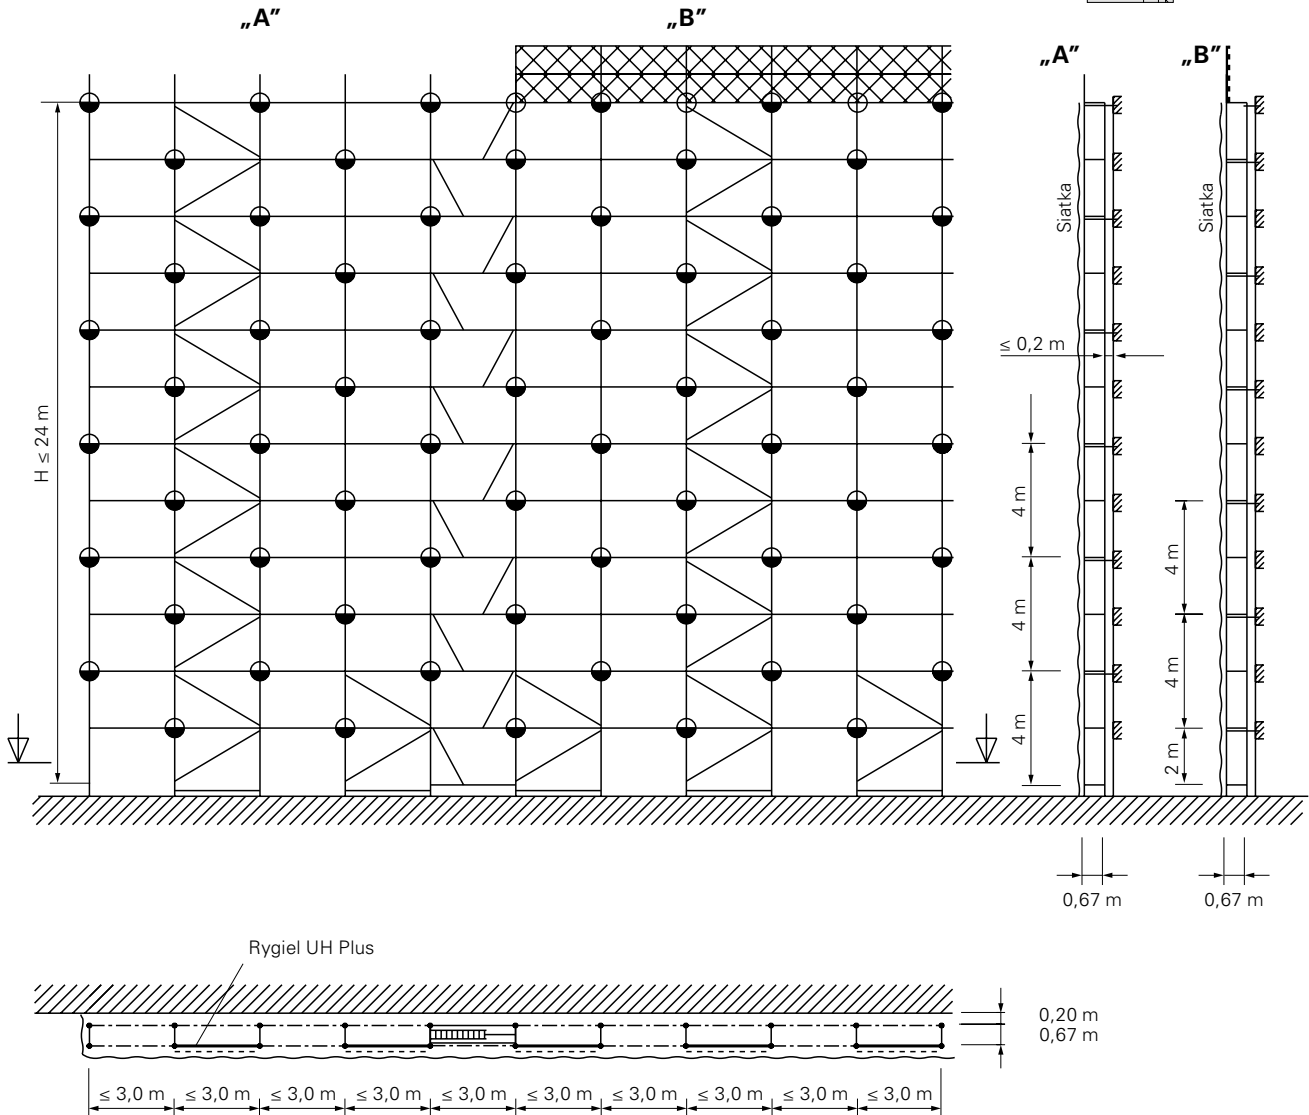 „A”
„B”
„A”
„B”
Siatka
Siatka
≤ 0,2 m
H ≤ 24 m
4 m
4 m
4 m
4 m
4 m
2 m
0,67 m
0,67 m
Rygiel UH Plus
0,20 m
0,67 m
≤ 3,0 m ≤ 3,0 m ≤ 3,0 m ≤ 3,0 m ≤ 3,0 m ≤ 3,0 m ≤ 3,0 m ≤ 3,0 m ≤ 3,0 m ≤ 3,0 m